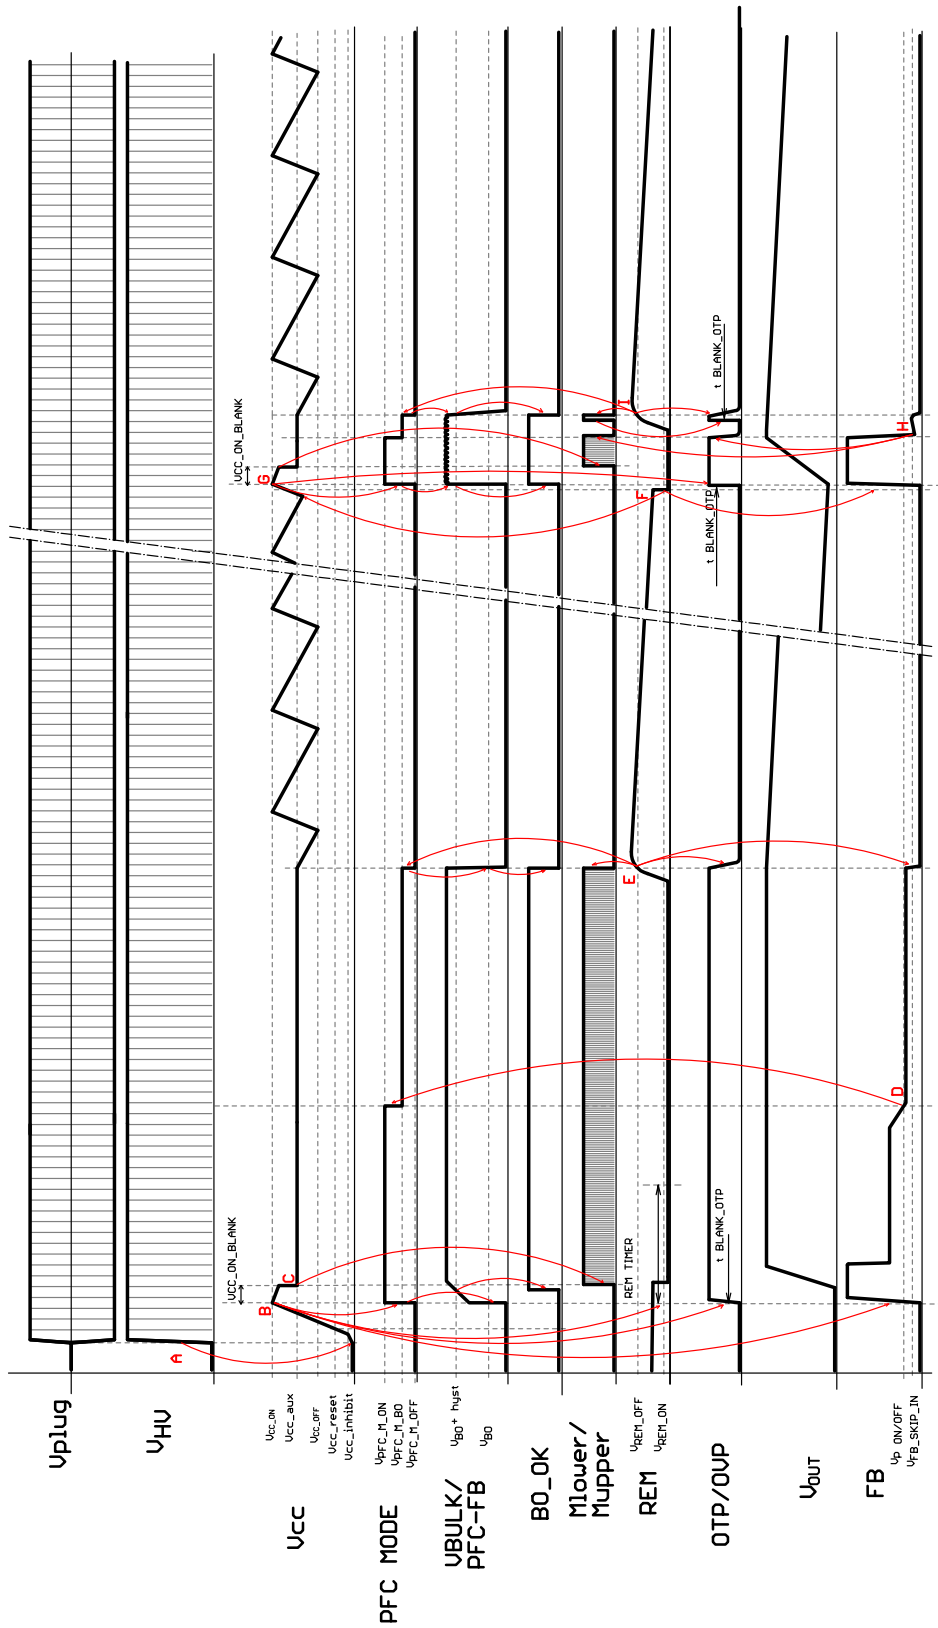 Vplug
VHV
VCC_ON
Vcc_aux
VCC_OFF
Vcc_reset
Vcc_inhibit
Vcc
VPFC_M_ON
VPFC_M_BO
VPFC_M_OFF
PFC MODE
VBO+ hyst
VBO
VBULK/
PFC-FB
BO_OK
Mlower/
Mupper
VREM_OFF
VREM_ON
REM
OTP/OVP
VOUT
Vp ON/OFF
VFB_SKIP_IN
FB
A
B
C
VCC_ON_BLANK
REM TIMER
t BLANK_OTP
D
E
F
t BLANK_OTP
G
VCC_ON_BLANK
H
I
t BLANK_OTP